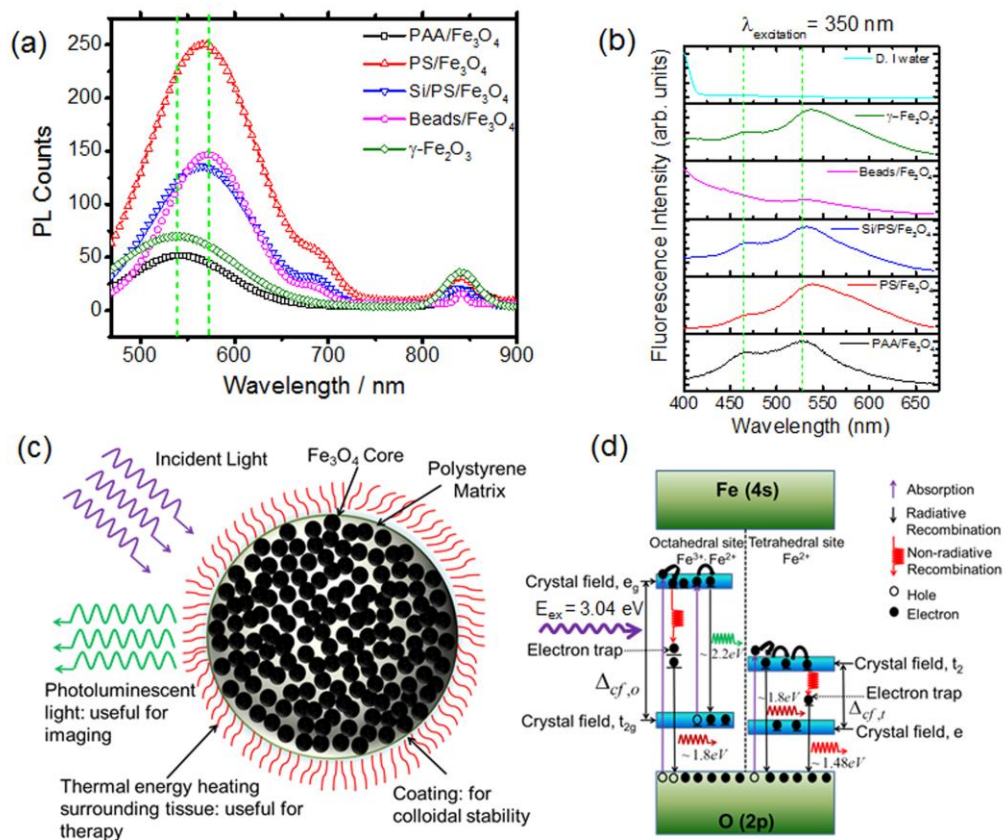 (a)
250
200
150
100
50
0
PL Counts
PAA/Fe₃O₄
PS/Fe₃O₄
Si/PS/Fe₃O₄
Beads/Fe₃O₄
γ-Fe₂O₃
500 600 700 800 900
Wavelength / nm
(b)
λexcitation = 350 nm
Fluorescence Intensity (arb. units)
D. I water
γ-Fe₂O₃
Beads/Fe₃O₄
Si/PS/Fe₃O₄
PS/Fe₃O₄
PAA/Fe₃O₄
400 450 500 550 600 650
Wavelength (nm)
(c)
Incident Light
Fe₃O₄ Core
Polystyrene
Matrix
Photoluminescent
light: useful for
imaging
Thermal energy heating
surrounding tissue: useful for
therapy
Coating: for
colloidal stability
(d)
Fe (4s)
Octahedral site
Fe³⁺, Fe²⁺
Tetrahedral site
Fe²⁺
Crystal field, eg
Eex = 3.04 eV
Electron trap
Δcf,o
~2.2eV
Crystal field, t2g
~1.8eV
Crystal field, t₂
~1.8eV
Electron trap
Δcf,t
Crystal field, e
~1.48eV
O (2p)
Absorption
Radiative
Recombination
Non-radiative
Recombination
Hole
Electron